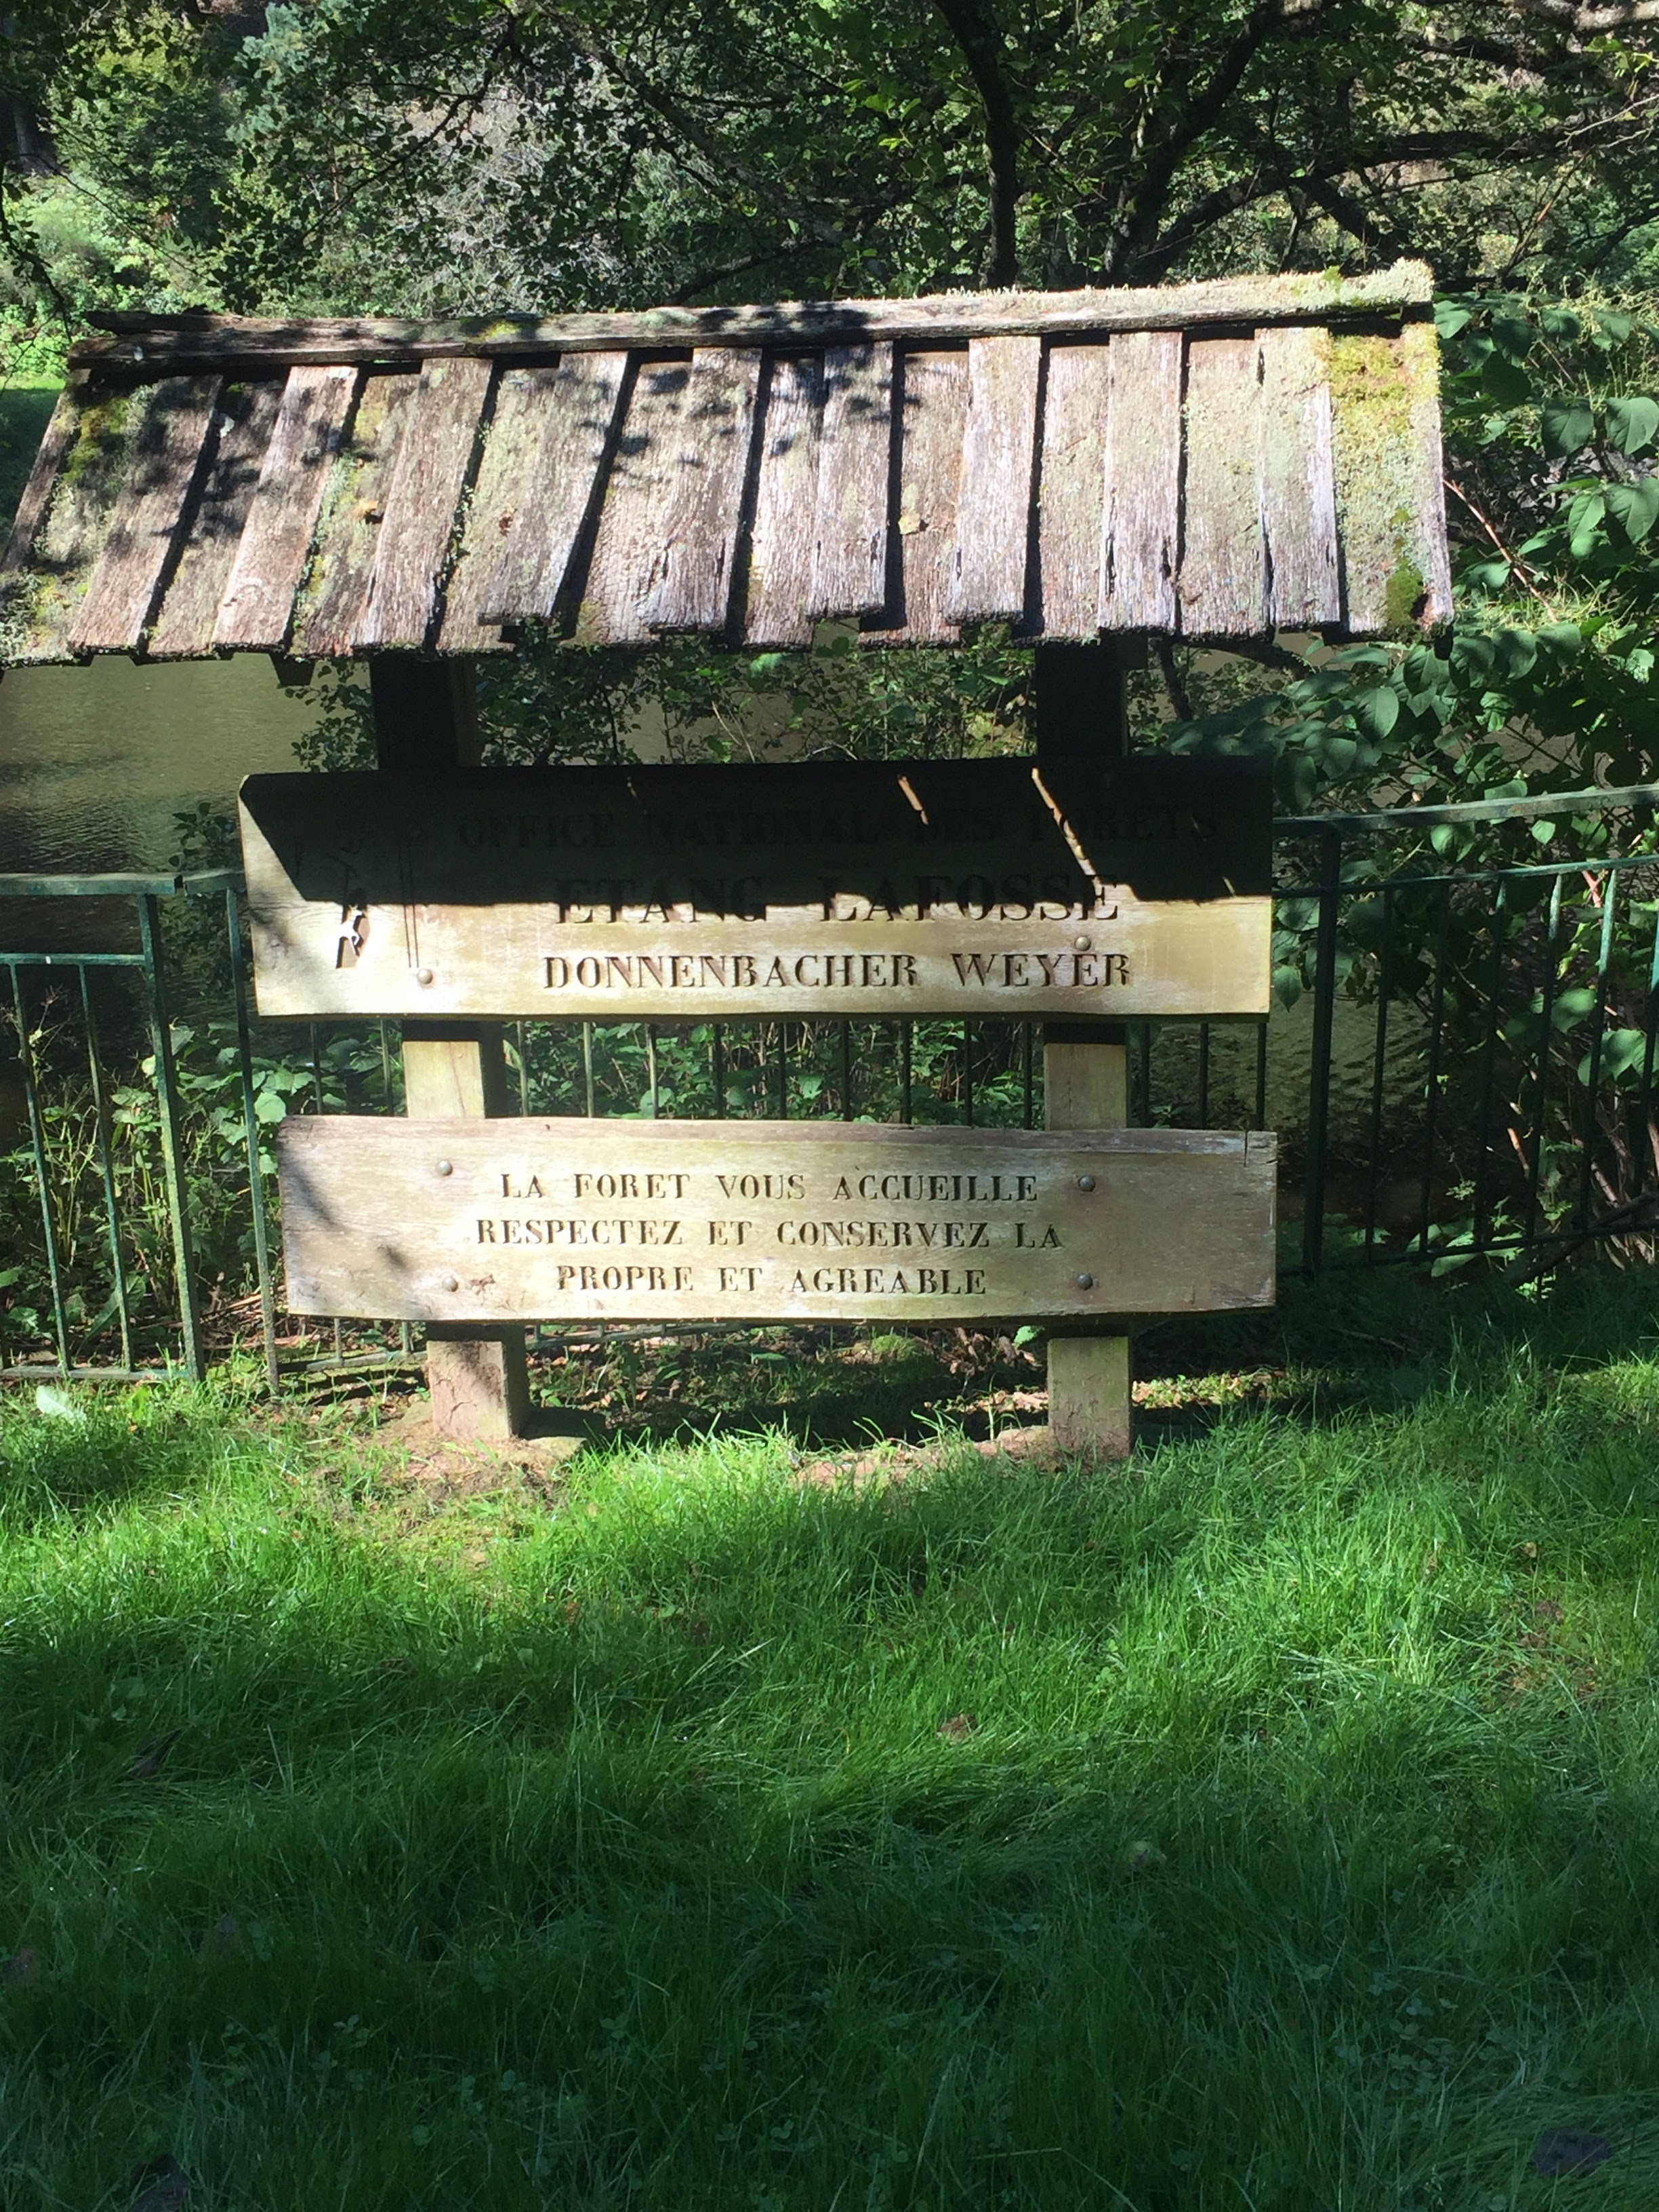 OFFICE NATIONAL DES FORETS
ETANG LAFOSSE
DONNENBACHER WEYER
LA FORET VOUS ACCUEILLE
RESPECTEZ ET CONSERVEZ LA
PROPRE ET AGREABLE